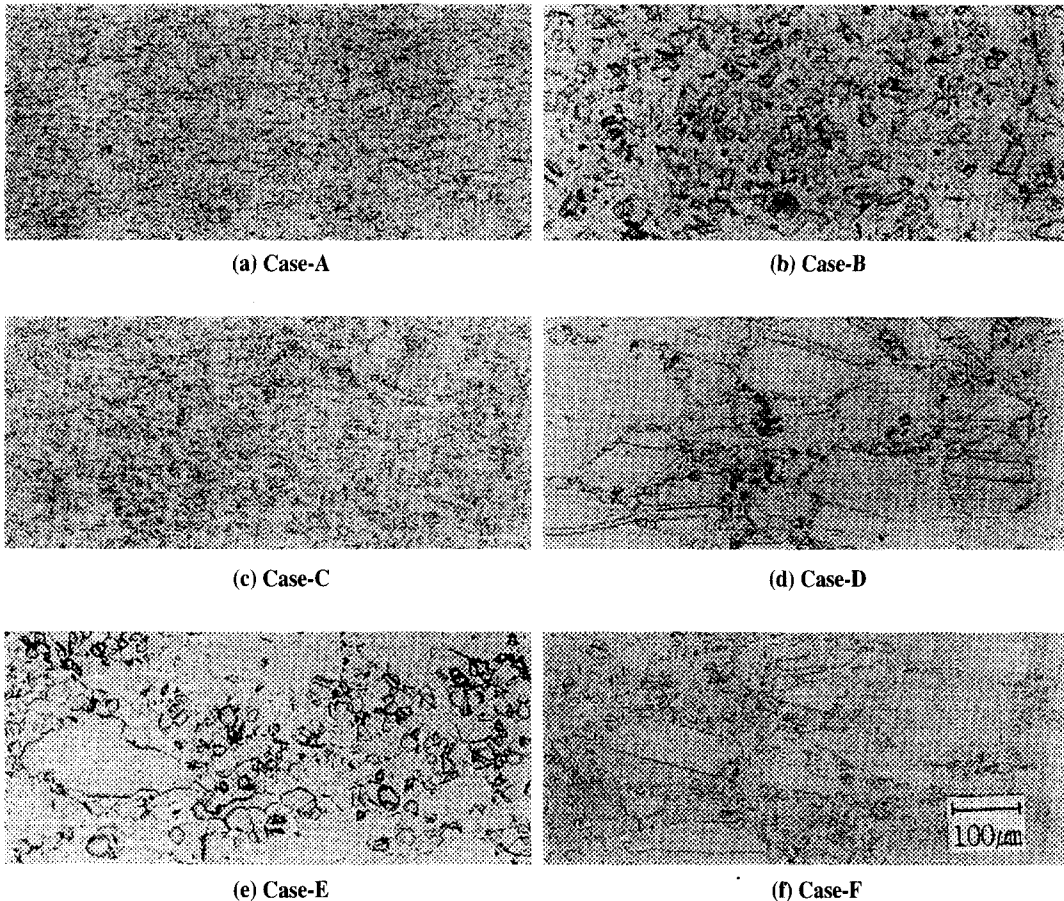 (a) Case-A
(b) Case-B
(c) Case-C
(d) Case-D
(e) Case-E
(f) Case-F
100μm